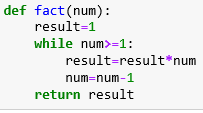 def fact(num):
    result=1
    while num>=1:
        result=result*num
        num=num-1
    return result